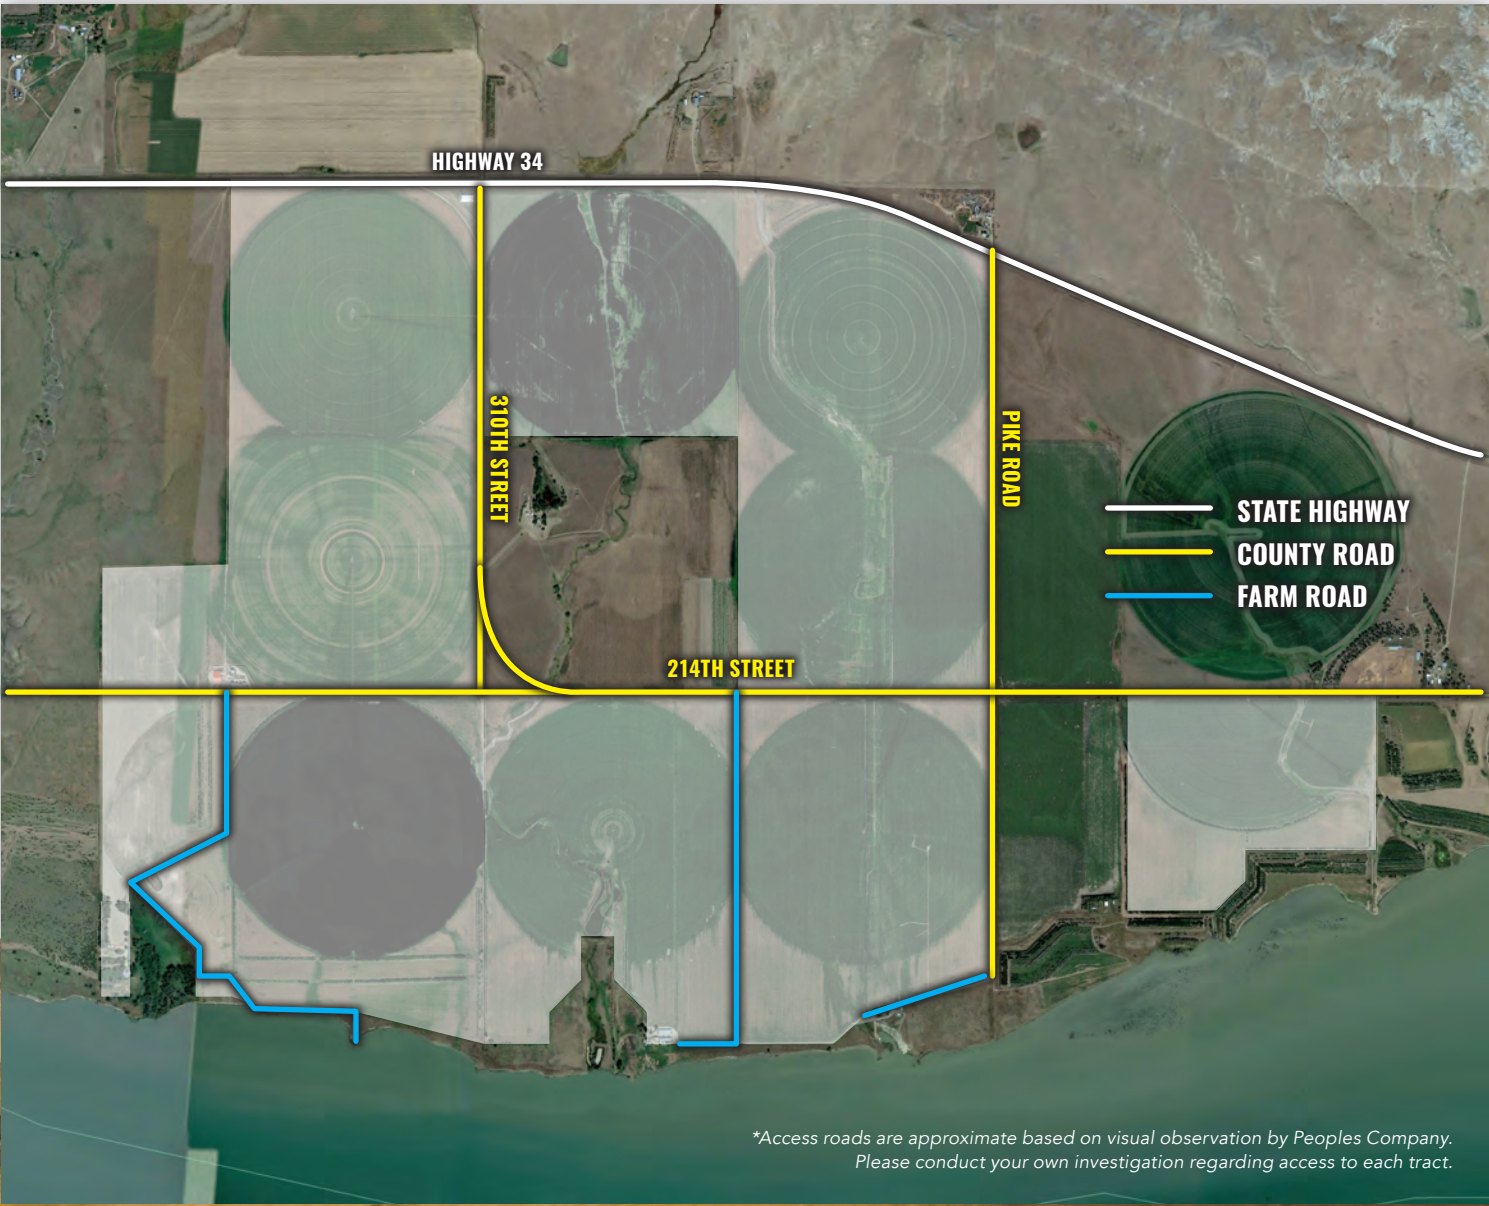 HIGHWAY 34
310TH STREET
PIKE ROAD
STATE HIGHWAY
COUNTY ROAD
FARM ROAD
214TH STREET
*Access roads are approximate based on visual observation by Peoples Company.
Please conduct your own investigation regarding access to each tract.